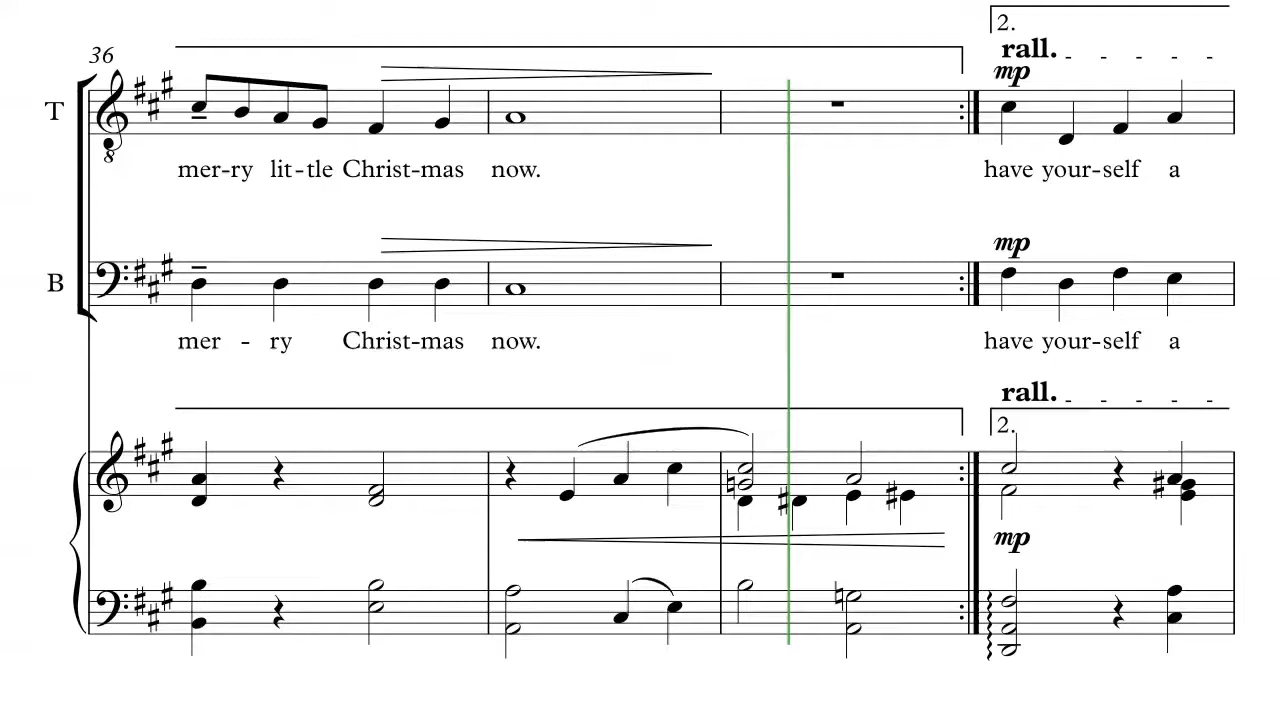 2.
36
rall.
mp
T
8
mer-ry lit-tle Christ-mas now. have your-self a
mp
B
mer - ry Christ-mas now. have your-self a
rall.
2.
mp